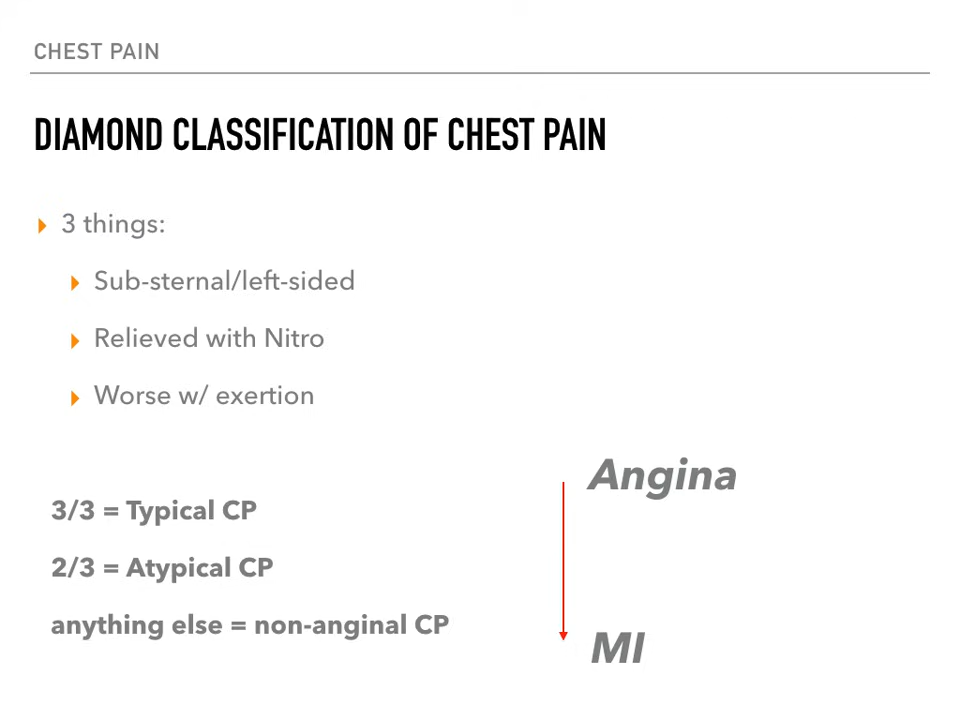 CHEST PAIN
DIAMOND CLASSIFICATION OF CHEST PAIN
3 things:
Sub-sternal/left-sided
Relieved with Nitro
Worse w/ exertion
Angina
3/3 = Typical CP
2/3 = Atypical CP
anything else = non-anginal CP
MI